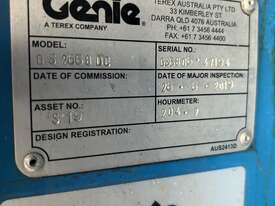 Genie
A TEREX COMPANY
TEREX AUSTRALIA PTY LTD
33 KIMBERLEY ST.
DARRA QLD 4076 AUSTRALIA
PH: +61 7 3456 4444
FAX: +61 7 3456 4400
MODEL:
SERIAL NO.
DATE OF COMMISSION:
DATE OF MAJOR INSPECTION:
ASSET NO.
HOURMETER:
DESIGN REGISTRATION:
AUS2413D